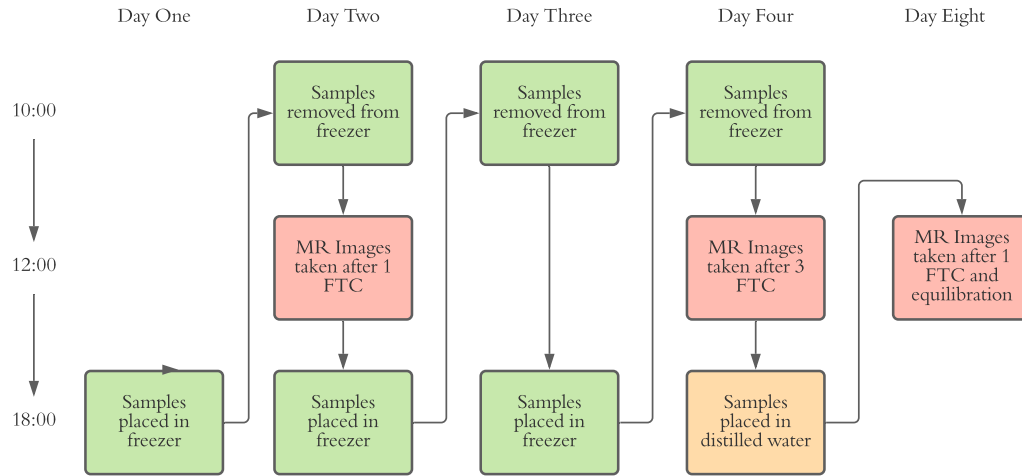 Day One
Day Two
Day Three
Day Four
Day Eight
10:00
Samples
removed from
freezer
Samples
removed from
freezer
Samples
removed from
freezer
12:00
MR Images
taken after 1
FTC
MR Images
taken after 3
FTC
MR Images
taken after 1
FTC and
equilibration
18:00
Samples
placed in
freezer
Samples
placed in
freezer
Samples
placed in
freezer
Samples
placed in
distilled water